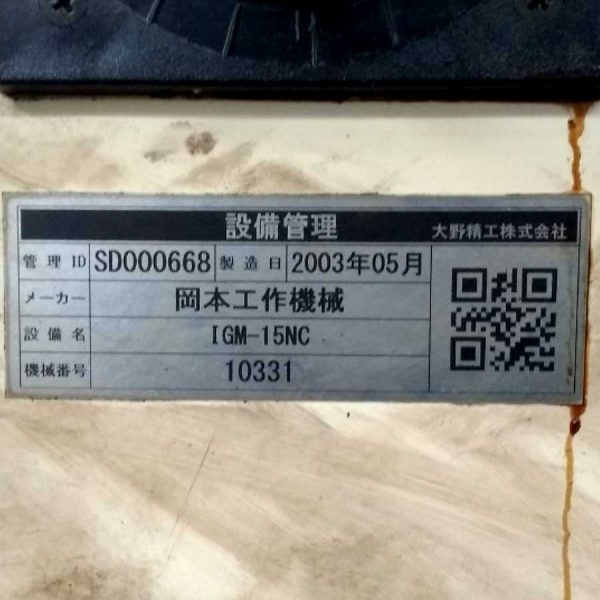 設備管理 大野精工株式会社
管理ID SD000668 製造日 2003年05月
メーカー 岡本工作機械
設備名 IGM-15NC
機械番号 10331